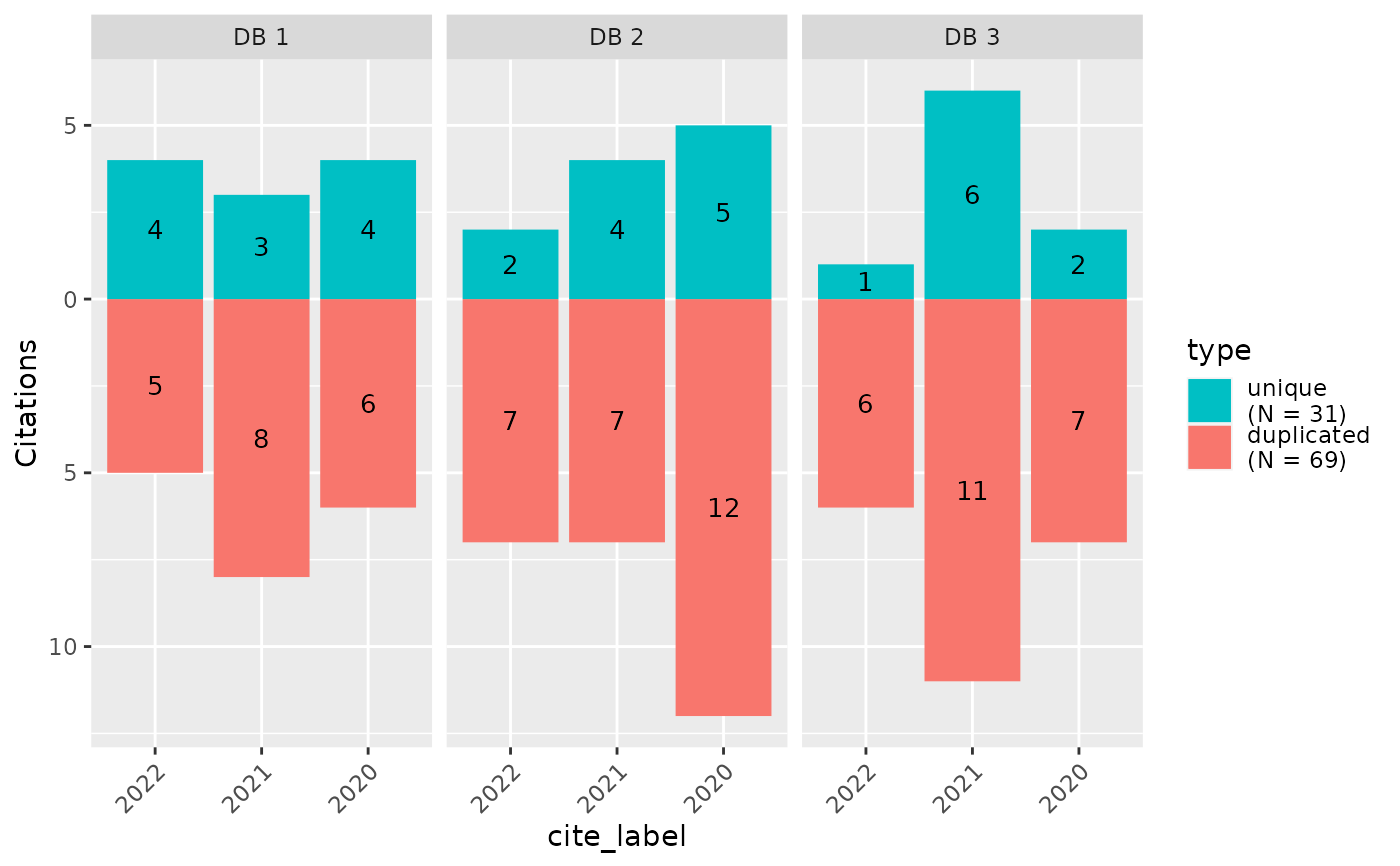 DB 1 DB 2 DB 3
5
0
5
10
Citations
4 3 4 2 4 5 1 6 2
5 8 6 7 7 12 6 11 7
2022 2021 2020 2022 2021 2020 2022 2021 2020
cite_label
type
unique
(N = 31)
duplicated
(N = 69)